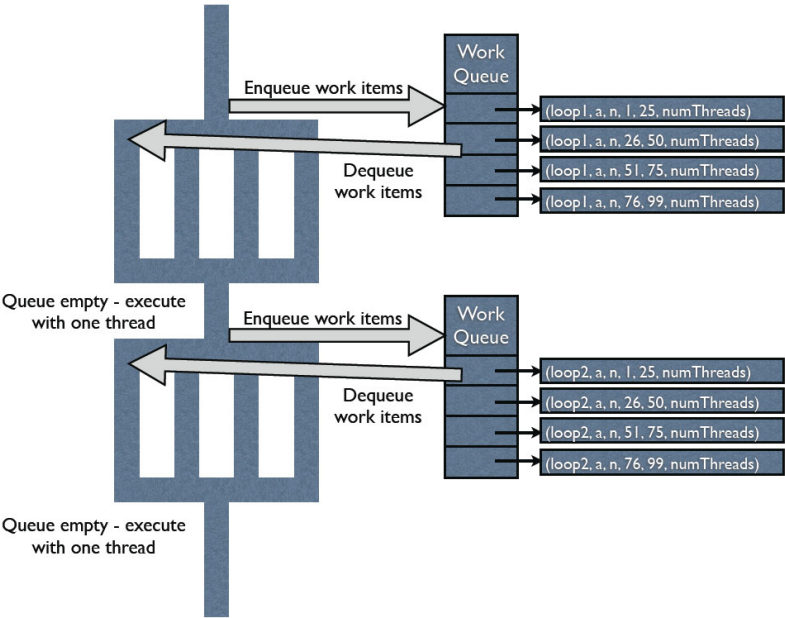 Work
Queue
Enqueue work items
(loop1, a, n, 1, 25, numThreads)
(loop1, a, n, 26, 50, numThreads)
Dequeue
work items
(loop1, a, n, 51, 75, numThreads)
(loop1, a, n, 76, 99, numThreads)
Queue empty - execute
with one thread
Work
Queue
Enqueue work items
(loop2, a, n, 1, 25, numThreads)
(loop2, a, n, 26, 50, numThreads)
Dequeue
work items
(loop2, a, n, 51, 75, numThreads)
(loop2, a, n, 76, 99, numThreads)
Queue empty - execute
with one thread